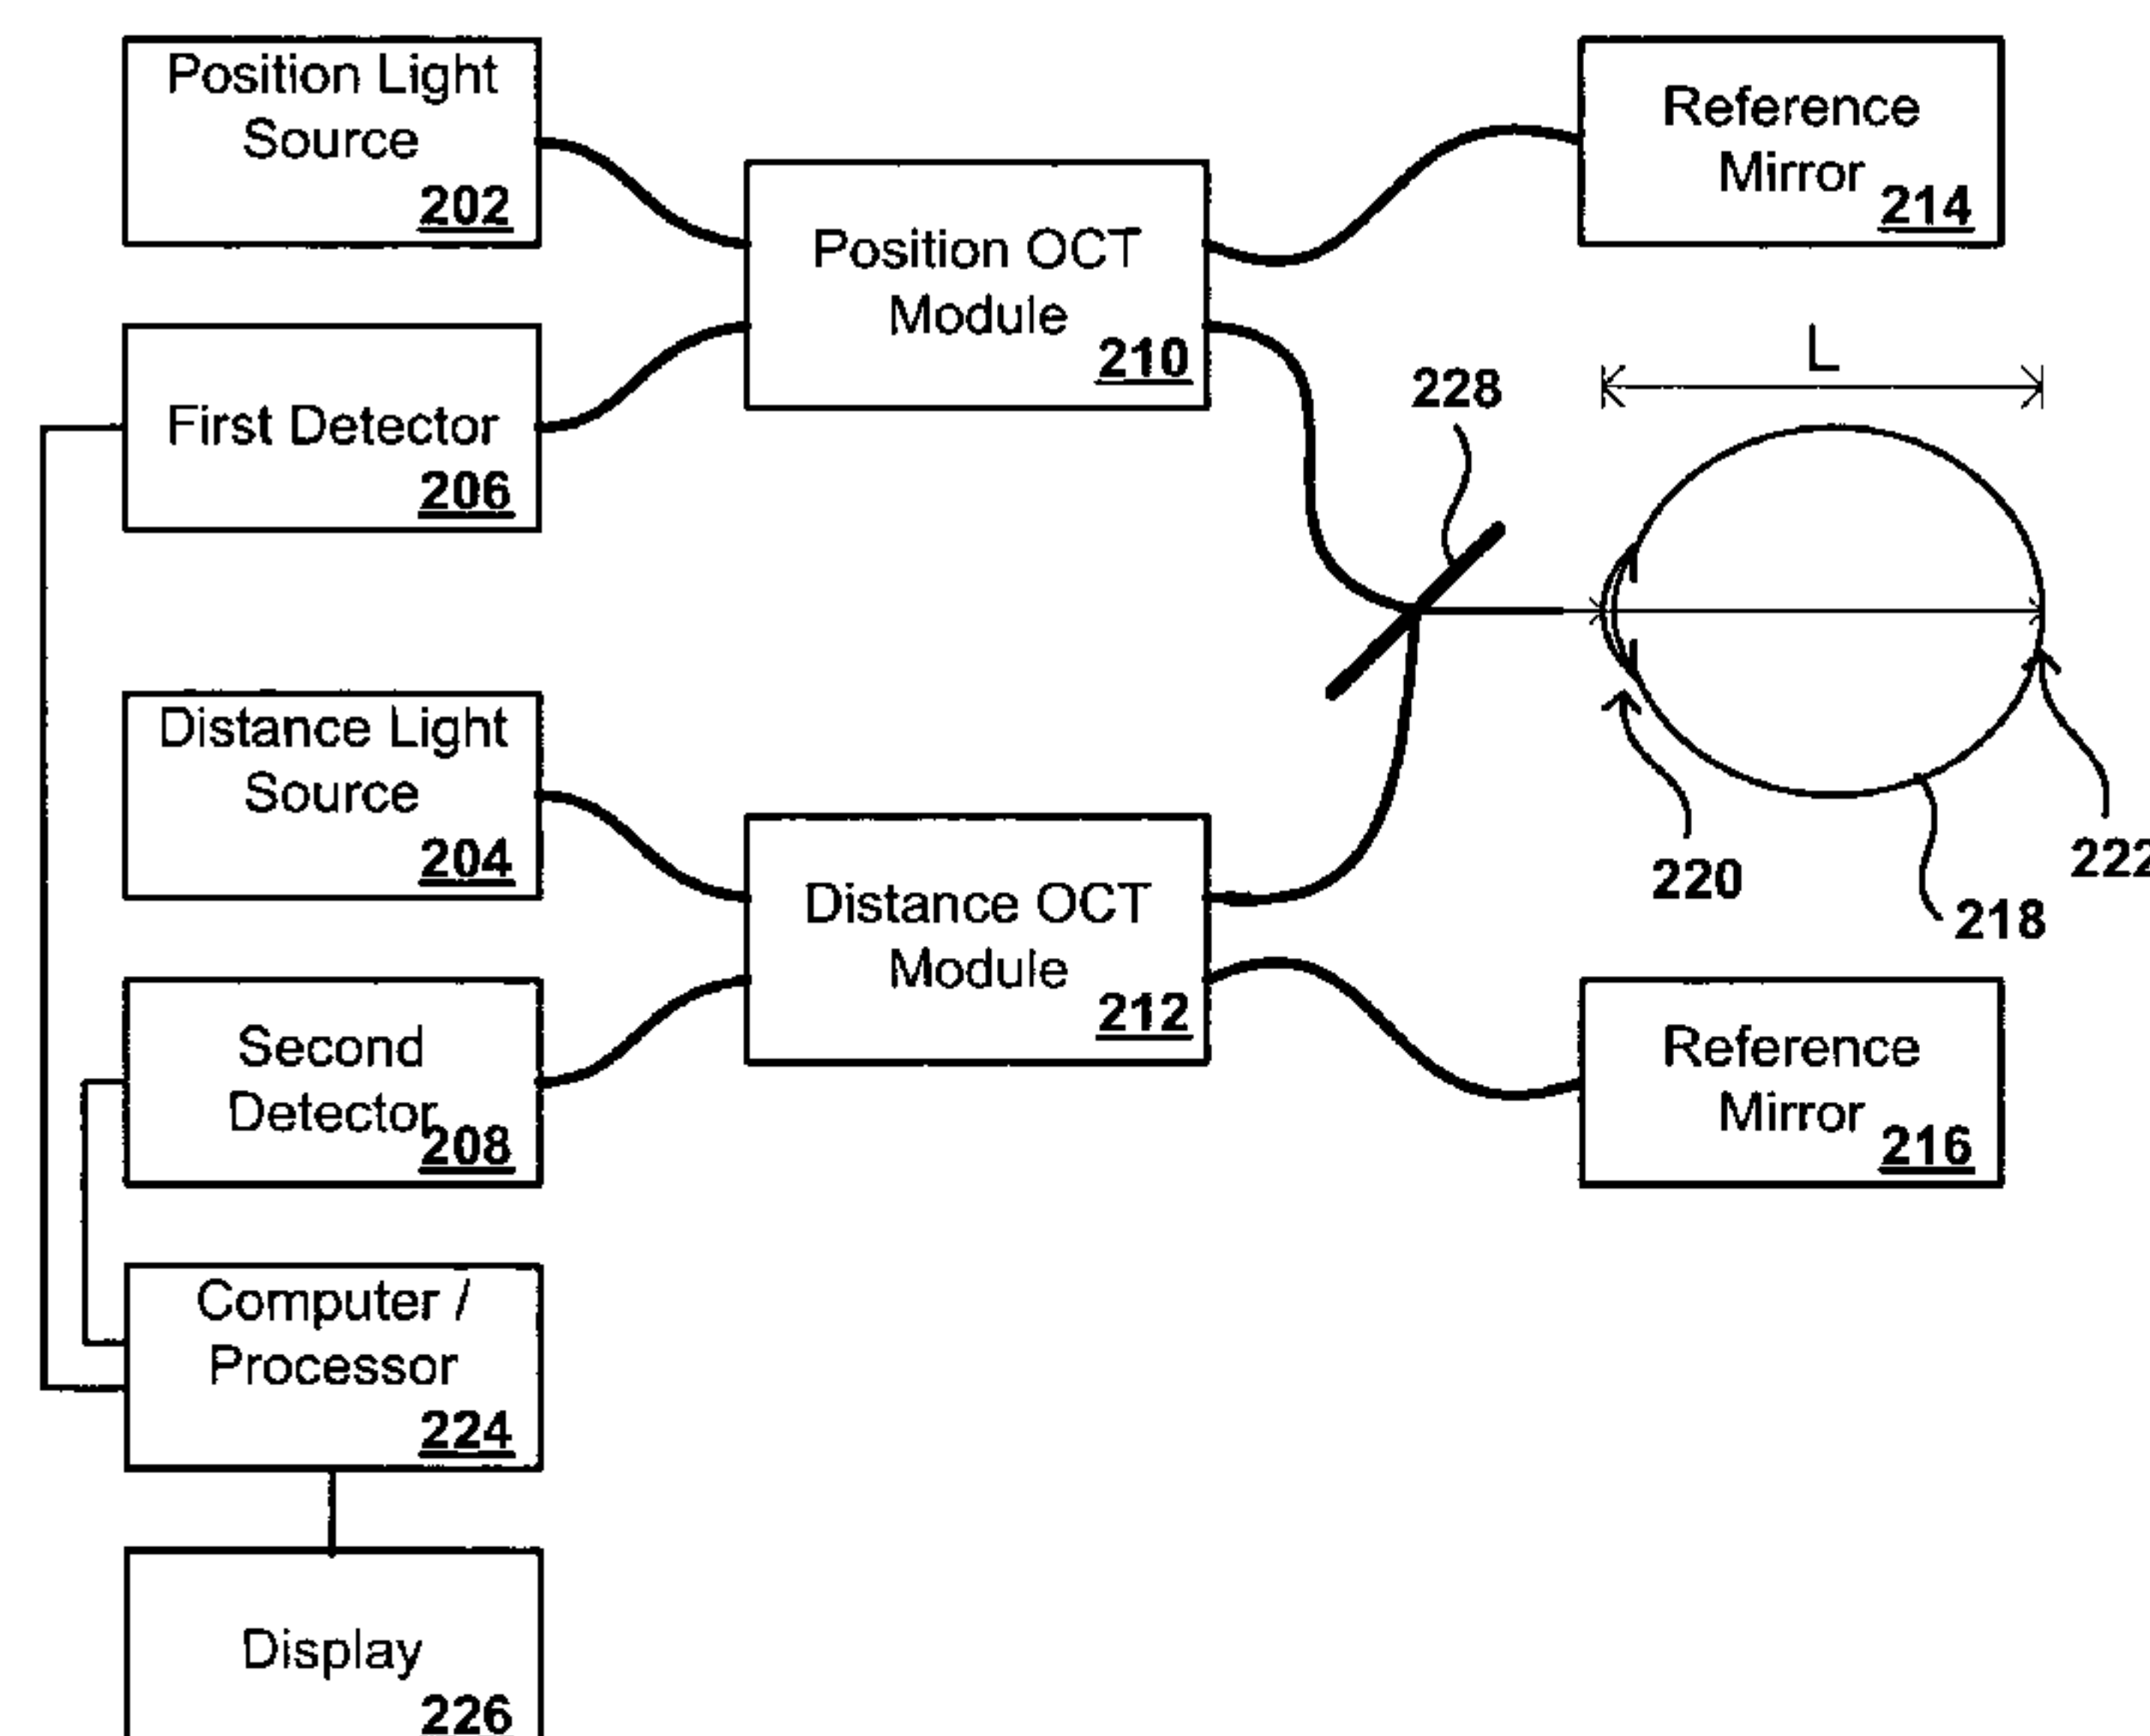 Position Light
Source
202
Position OCT
Module
210
Reference
Mirror
214
First Detector
206
L
228
Distance Light
Source
204
Distance OCT
Module
212
220
222
218
Second
Detector
208
Reference
Mirror
216
Computer /
Processor
224
Display
226